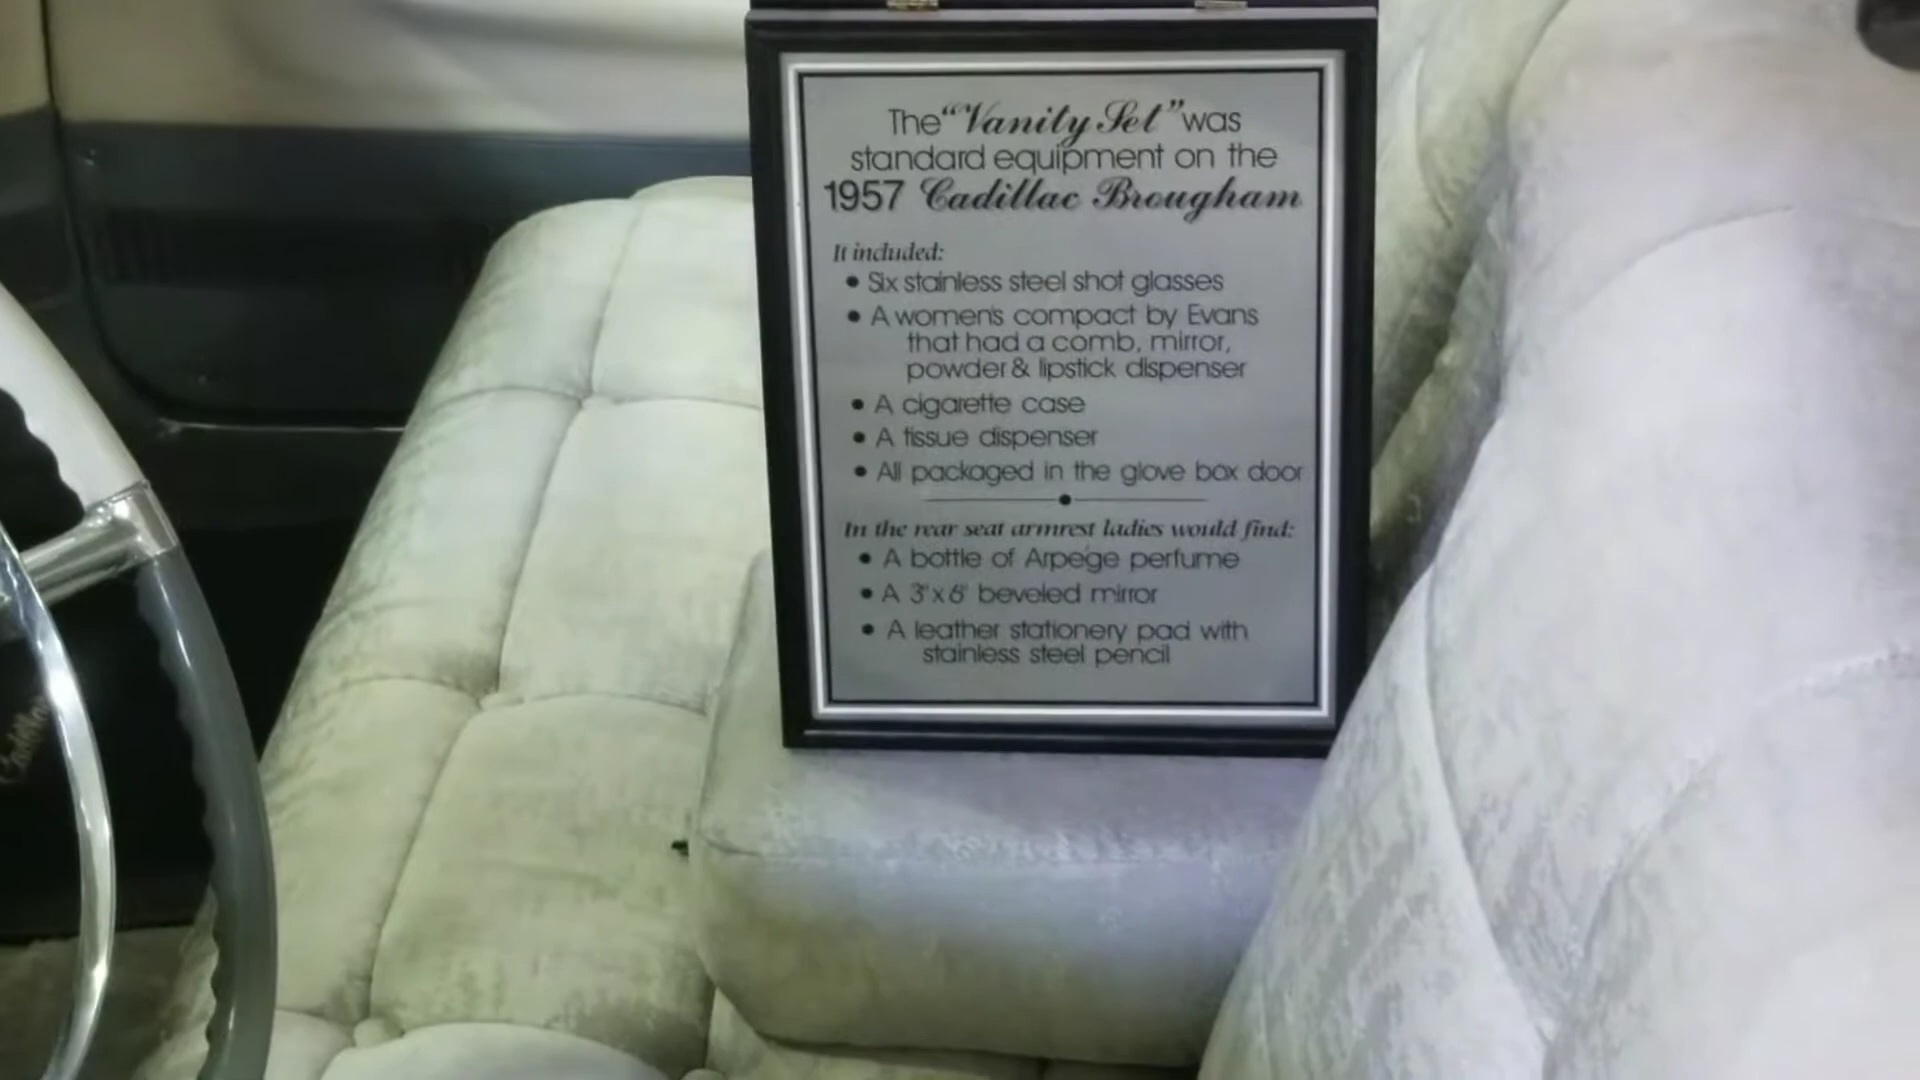 The "Vanity Set" was
standard equipment on the
1957 Cadillac Brougham
It included:
• Six stainless steel shot glasses
• A women's compact by Evans
that had a comb, mirror,
powder & lipstick dispenser
• A cigarette case
• A tissue dispenser
• All packaged in the glove box door
In the rear seat armrest ladies would find:
• A bottle of Arpége perfume
• A 3"x6" beveled mirror
• A leather stationery pad with
stainless steel pencil
Cadillac